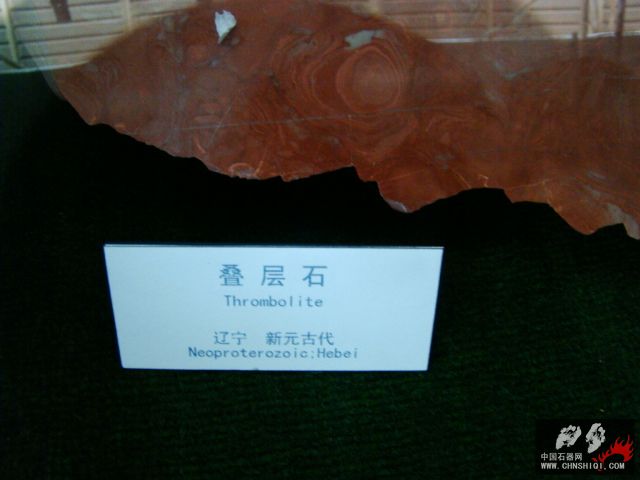 叠层石
Thrombolite
辽宁 新元古代
Neoproterozoic;Hebei
中国石器网
WWW.CHNSHIQI.COM